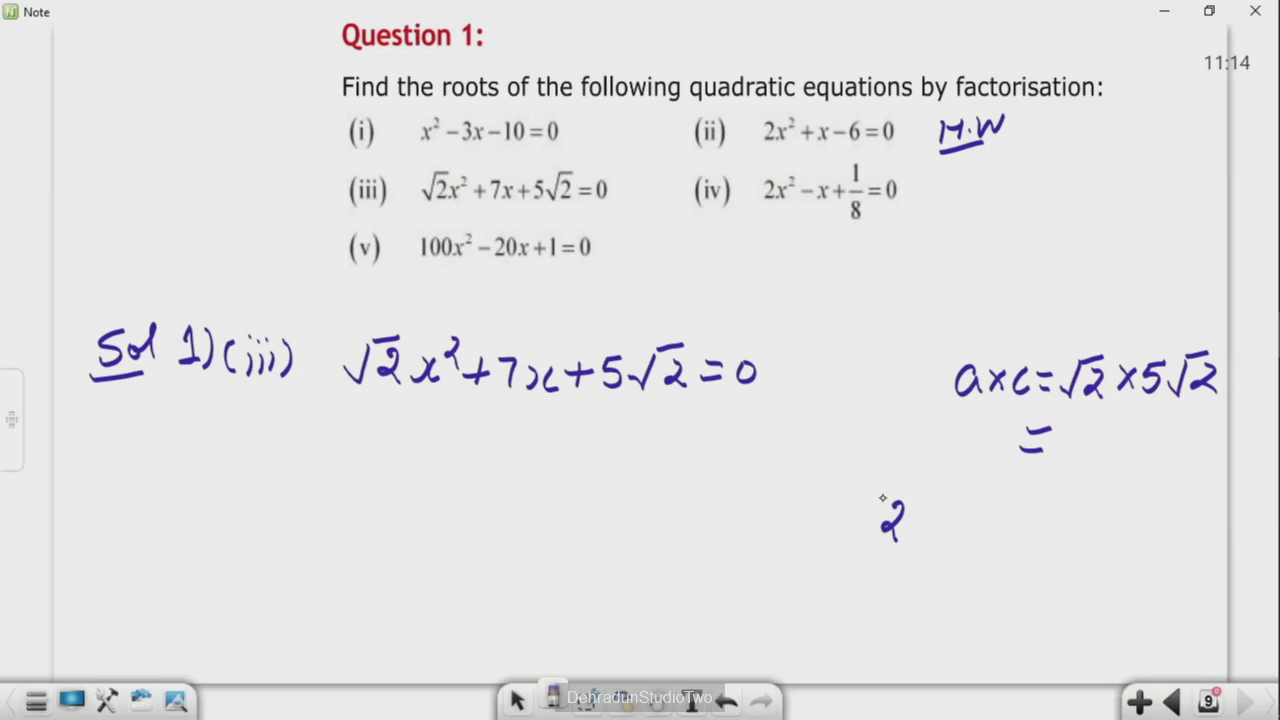 Note
Question 1:
11:14
Find the roots of the following quadratic equations by factorisation:
(i) x² − 3x − 10 = 0 (ii) 2x² + x − 6 = 0 H.W
(iii) √2x² + 7x + 5√2 = 0 (iv) 2x² − x + 1/8 = 0
(v) 100x² − 20x + 1 = 0
Sol 1)(iii) √2x² + 7x + 5√2 = 0 a×c = √2 × 5√2
=
2
DehradunStudioTwo
9
0